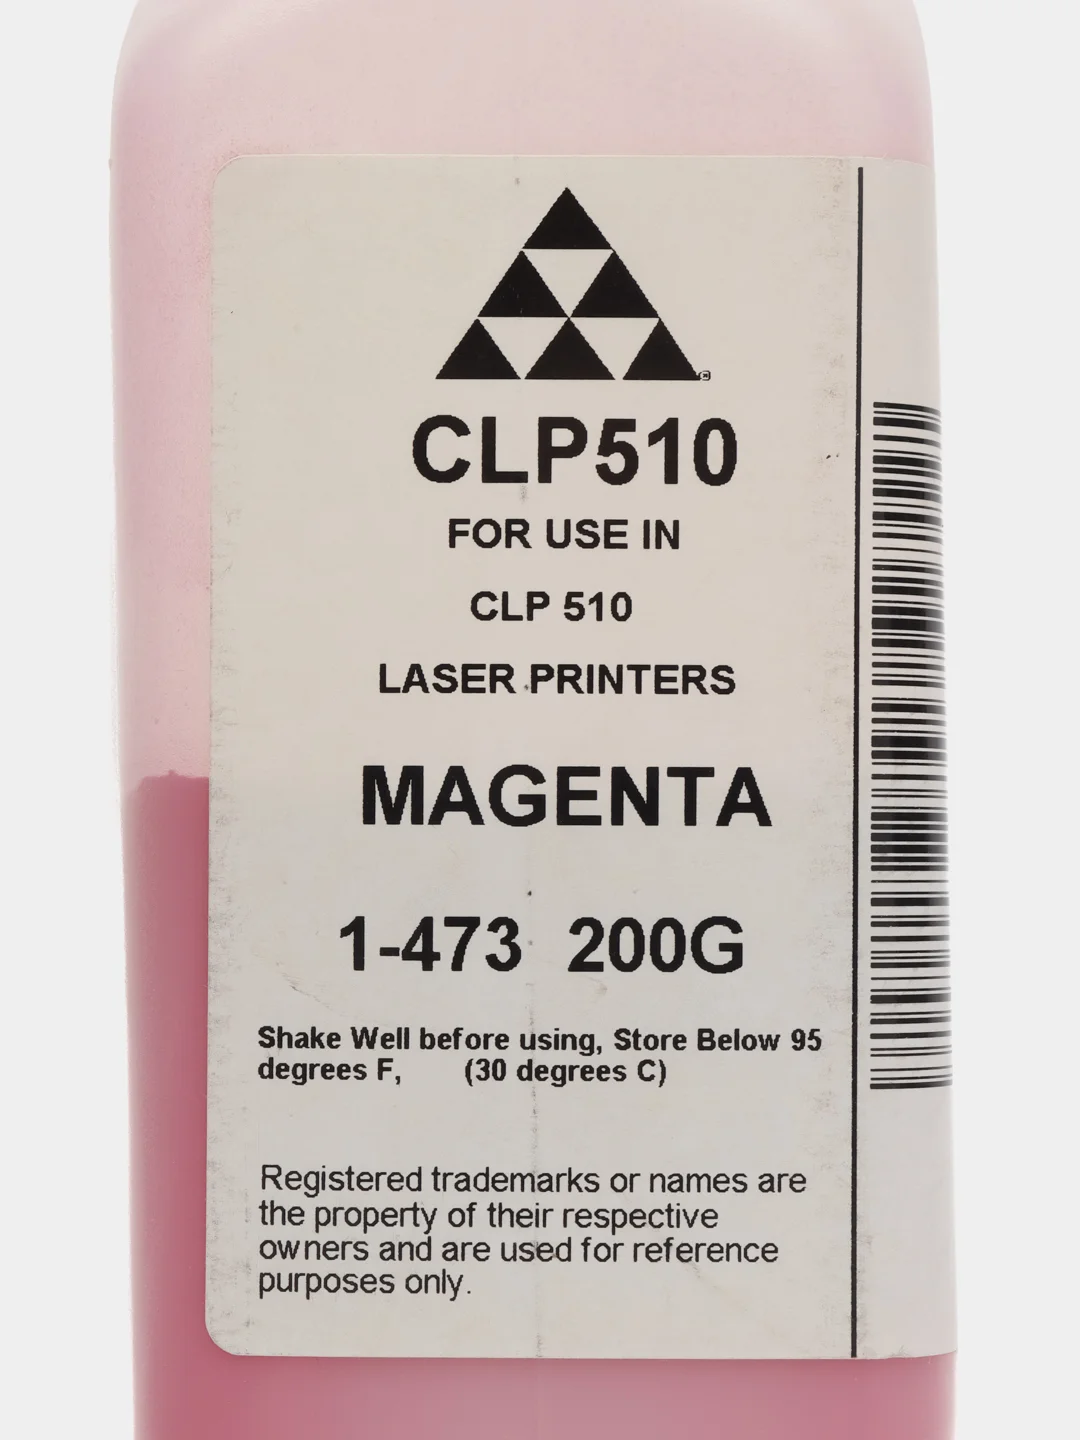 CLP510
FOR USE IN
CLP 510
LASER PRINTERS
MAGENTA
1-473 200G
Shake Well before using, Store Below 95
degrees F, (30 degrees C)
Registered trademarks or names are
the property of their respective
owners and are used for reference
purposes only.